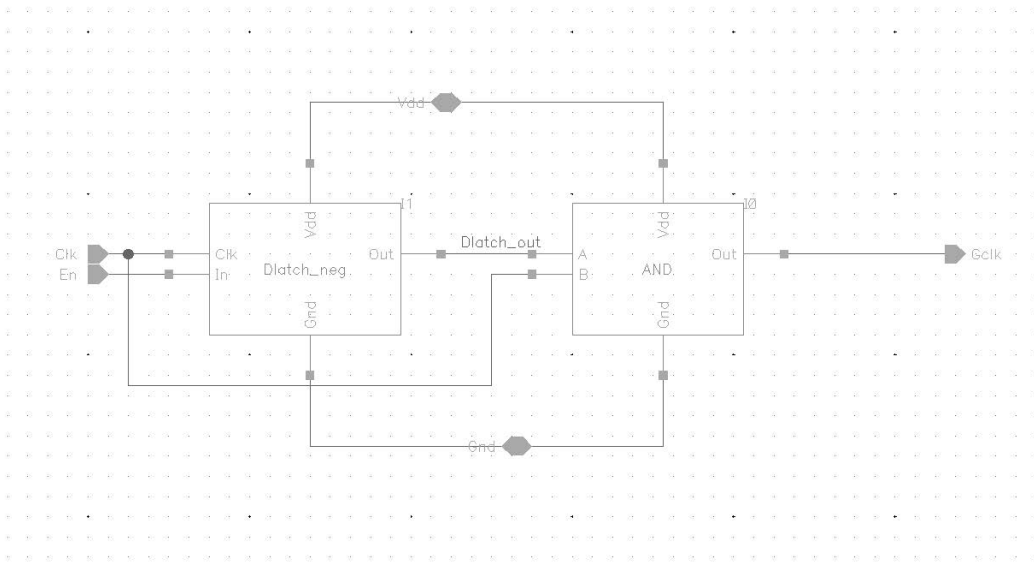 Vdd
I1
I0
Vdd
Vdd
Clk
Clk
Out
Dlatch_out
A
Out
Gclk
En
In
Dlatch_neg
B
AND
Gnd
Gnd
Gnd